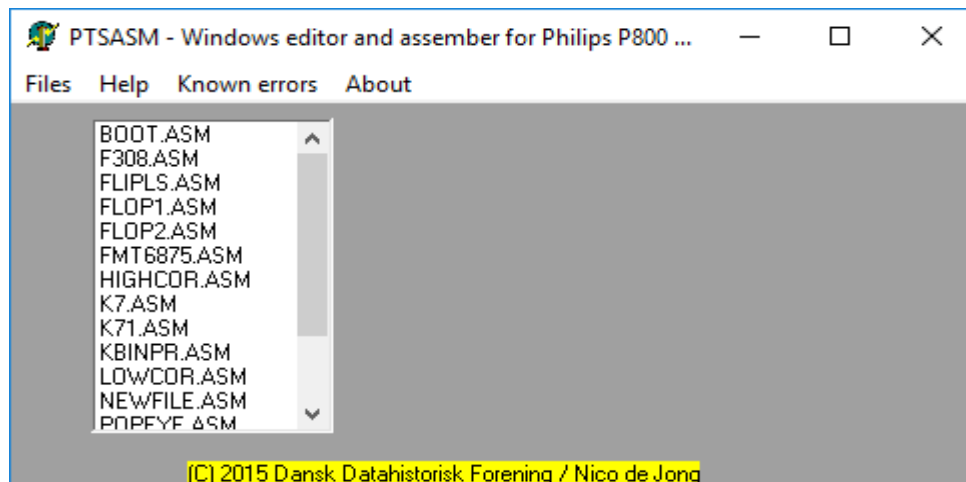 PTSASM - Windows editor and assember for Philips P800 ...
Files Help Known errors About
BOOT.ASM
F308.ASM
FLIPLS.ASM
FLOP1.ASM
FLOP2.ASM
FMT6875.ASM
HIGHCOR.ASM
K7.ASM
K71.ASM
KBINPR.ASM
LOWCOR.ASM
NEWFILE.ASM
POPEYE.ASM
(C) 2015 Dansk Datahistorisk Forening / Nico de Jong